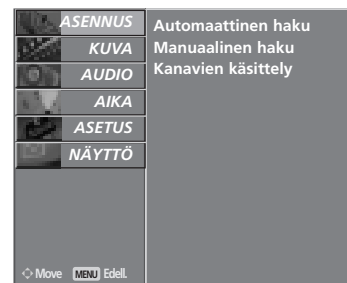 ASENNUS
KUVA
AUDIO
AIKA
ASETUS
NÄYTTÖ
Automaattinen haku
Manuaalinen haku
Kanavien käsittely
Move MENU Edell.